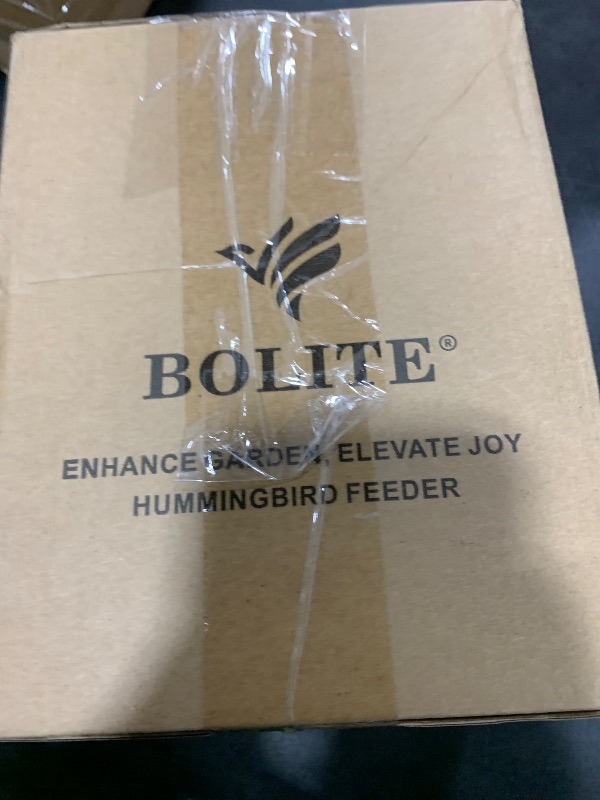 BOLITE®
ENHANCE GARDEN, ELEVATE JOY
HUMMINGBIRD FEEDER